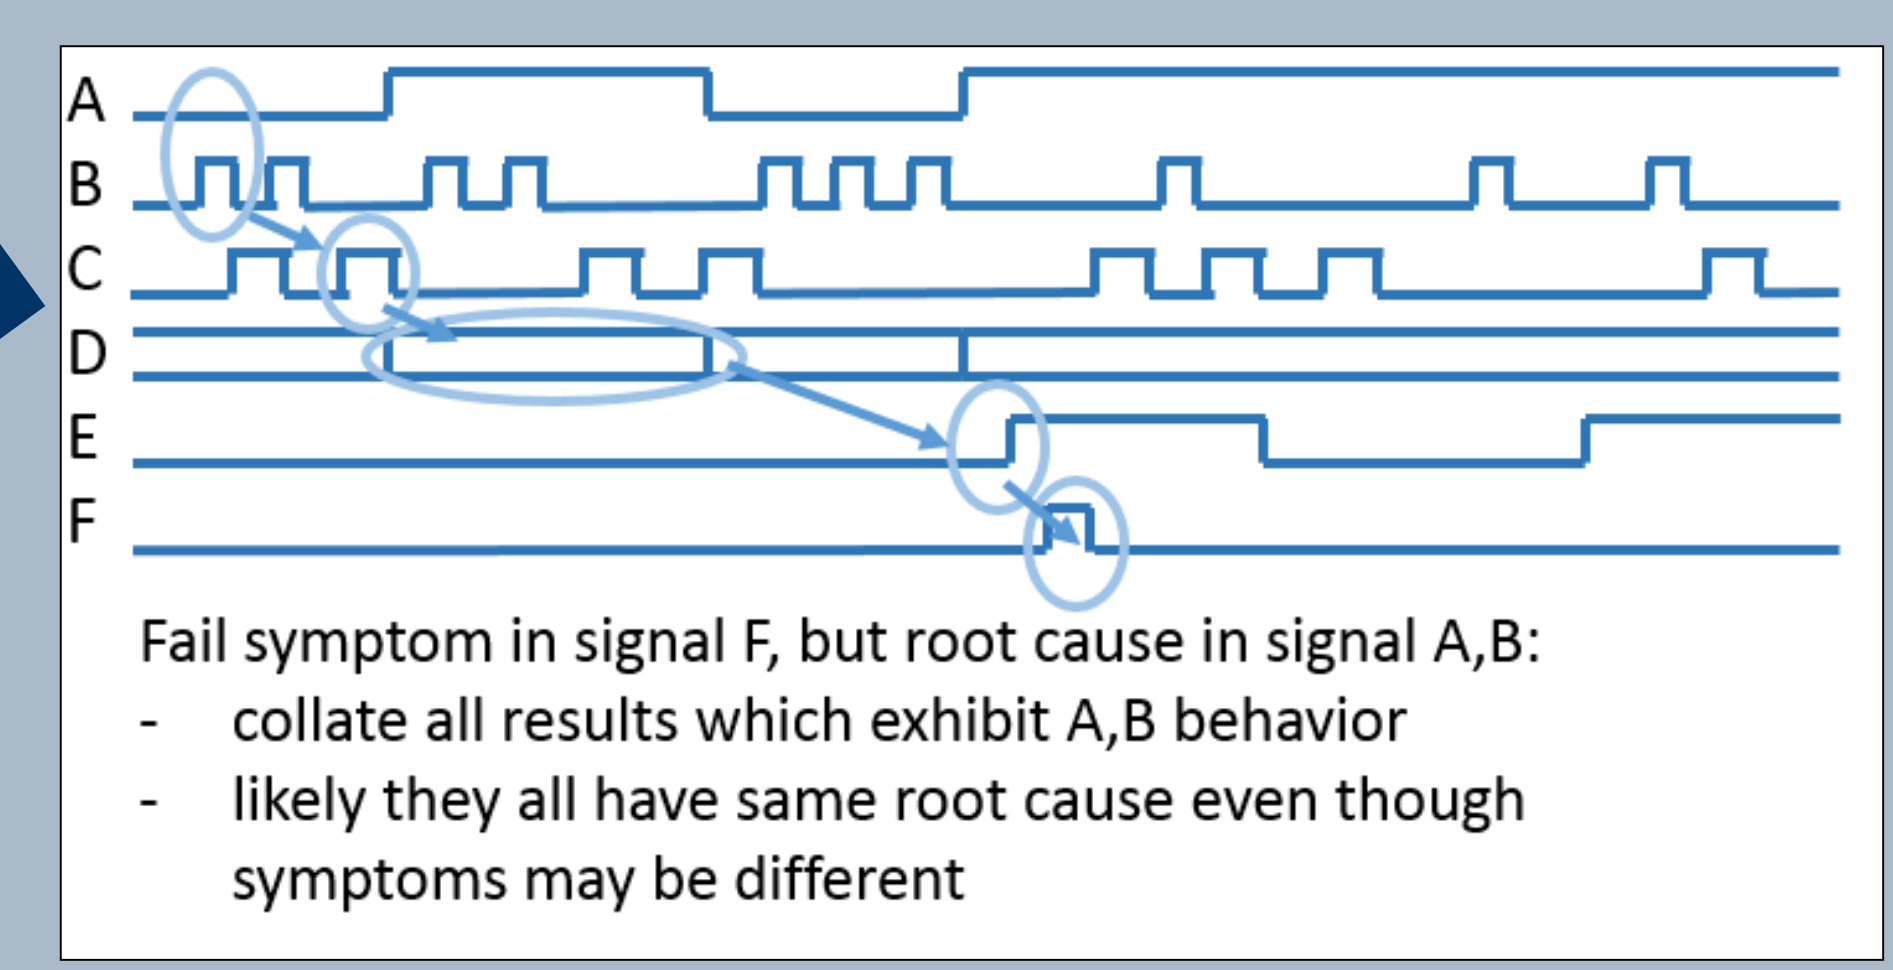 A
B
C
D
E
F
Fail symptom in signal F, but root cause in signal A,B:
- collate all results which exhibit A,B behavior
- likely they all have same root cause even though
symptoms may be different